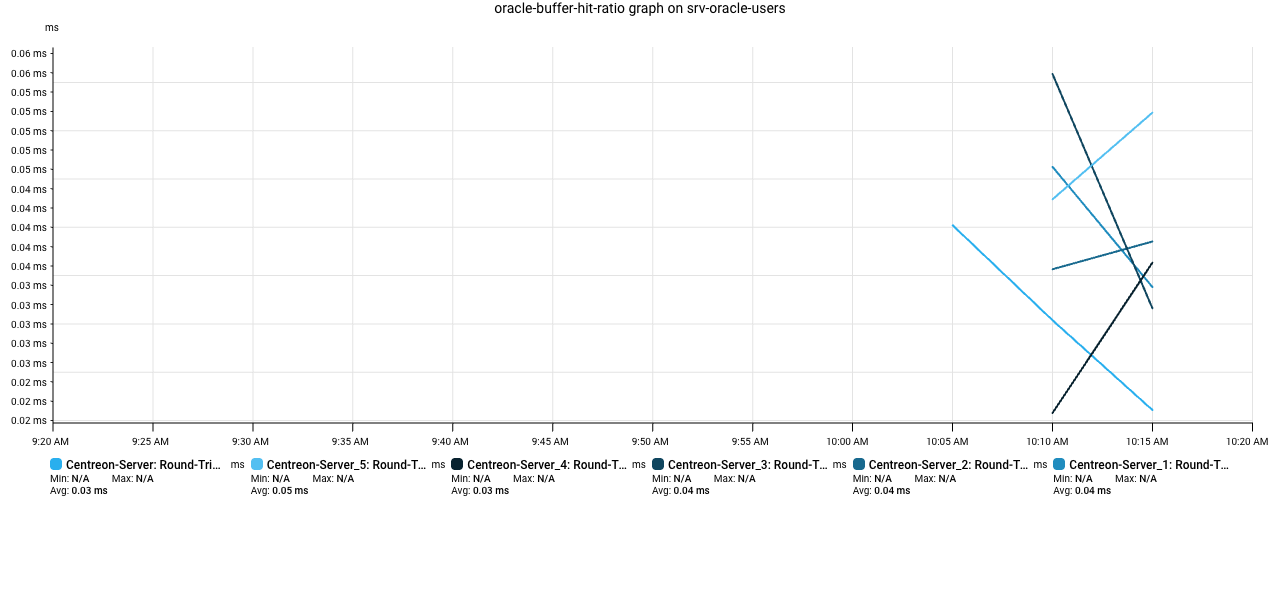 oracle-buffer-hit-ratio graph on srv-oracle-users
ms
0.06 ms
0.06 ms
0.05 ms
0.05 ms
0.05 ms
0.05 ms
0.05 ms
0.04 ms
0.04 ms
0.04 ms
0.04 ms
0.04 ms
0.03 ms
0.03 ms
0.03 ms
0.03 ms
0.03 ms
0.02 ms
0.02 ms
0.02 ms
9:20 AM 9:25 AM 9:30 AM 9:35 AM 9:40 AM 9:45 AM 9:50 AM 9:55 AM 10:00 AM 10:05 AM 10:10 AM 10:15 AM 10:20 AM
Centreon-Server: Round-Tri... ms Centreon-Server_5: Round-T... ms Centreon-Server_4: Round-T... ms Centreon-Server_3: Round-T... ms Centreon-Server_2: Round-T... ms Centreon-Server_1: Round-T...
Min: N/A Max: N/A Min: N/A Max: N/A Min: N/A Max: N/A Min: N/A Max: N/A Min: N/A Max: N/A Min: N/A Max: N/A
Avg: 0.03 ms Avg: 0.05 ms Avg: 0.03 ms Avg: 0.04 ms Avg: 0.04 ms Avg: 0.04 ms